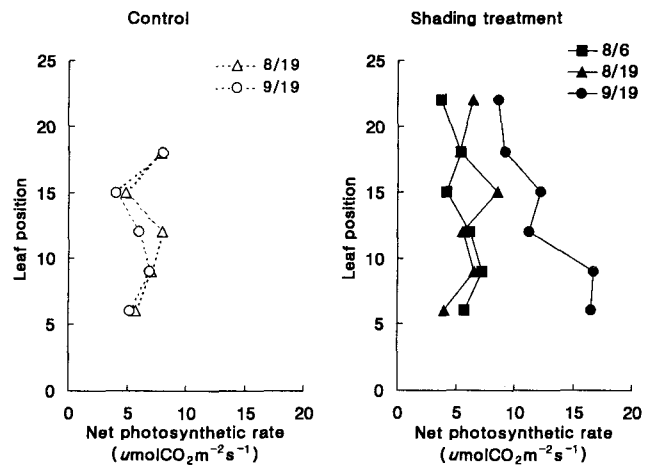 Control
Shading treatment
8/19
9/19
8/6
8/19
9/19
25
20
15
10
5
0
Leaf position
0 5 10 15 20
Net photosynthetic rate
(umolCO₂m⁻²s⁻¹)
25
20
15
10
5
0
Leaf position
0 5 10 15 20
Net photosynthetic rate
(umolCO₂m⁻²s⁻¹)